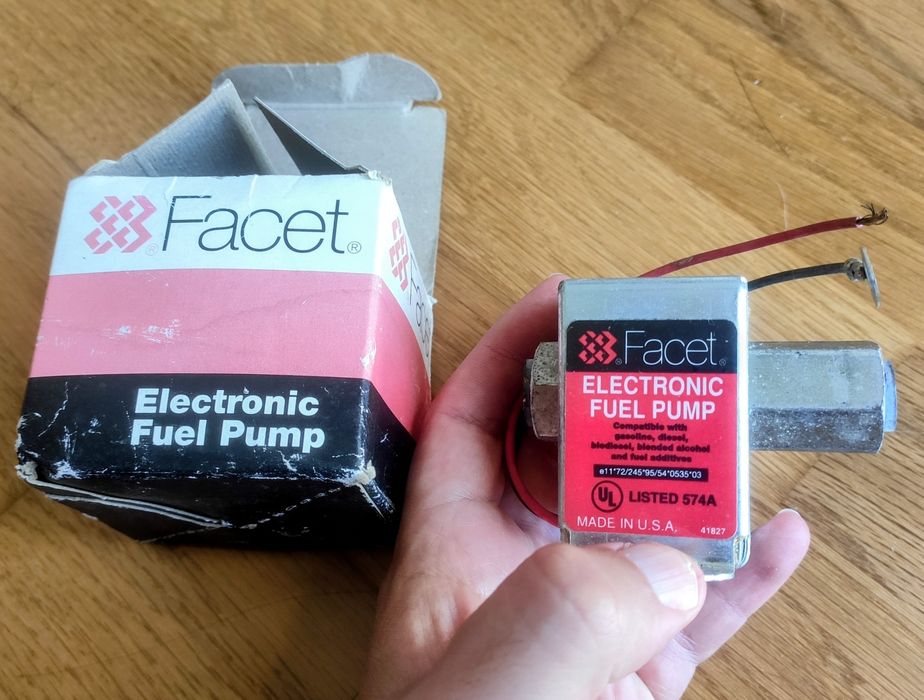 Facet®
Electronic
Fuel Pump
Facet
Facet®
ELECTRONIC
FUEL PUMP
Compatible with
gasoline, diesel,
biodiesel, blended alcohol
and fuel additives
e11*72/245*95/54*0535*03
UL LISTED 574A
MADE IN U.S.A.
41827